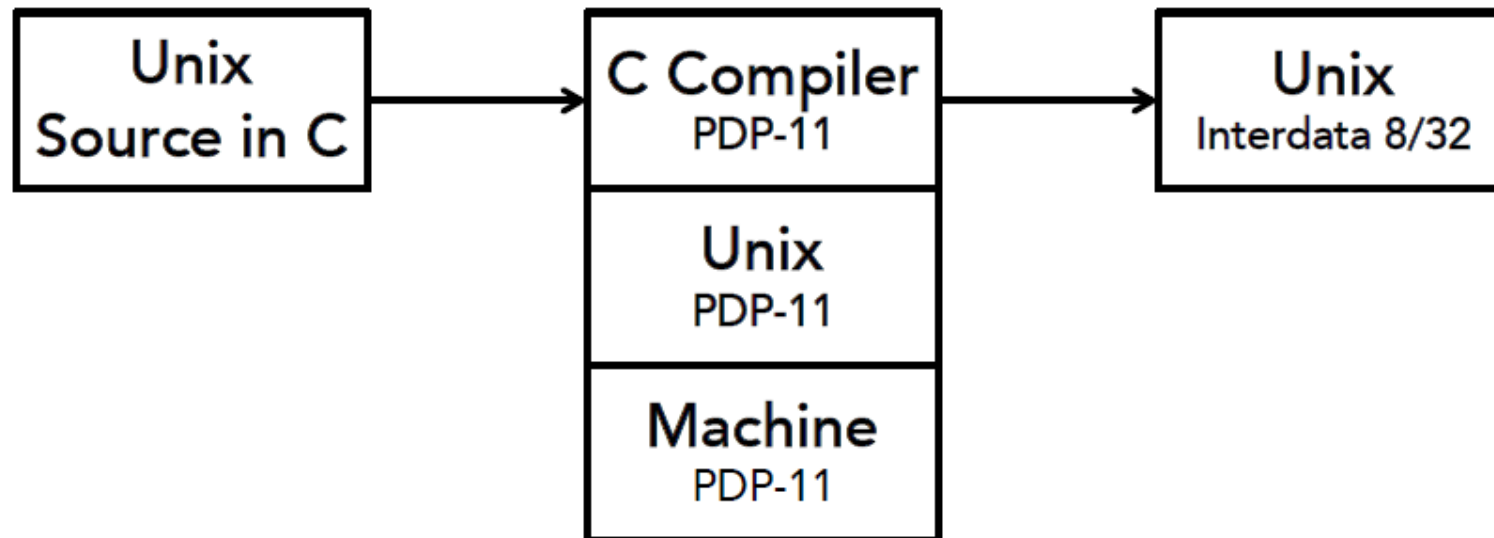 Unix
Source in C
C Compiler
PDP-11
Unix
PDP-11
Machine
PDP-11
Unix
Interdata 8/32